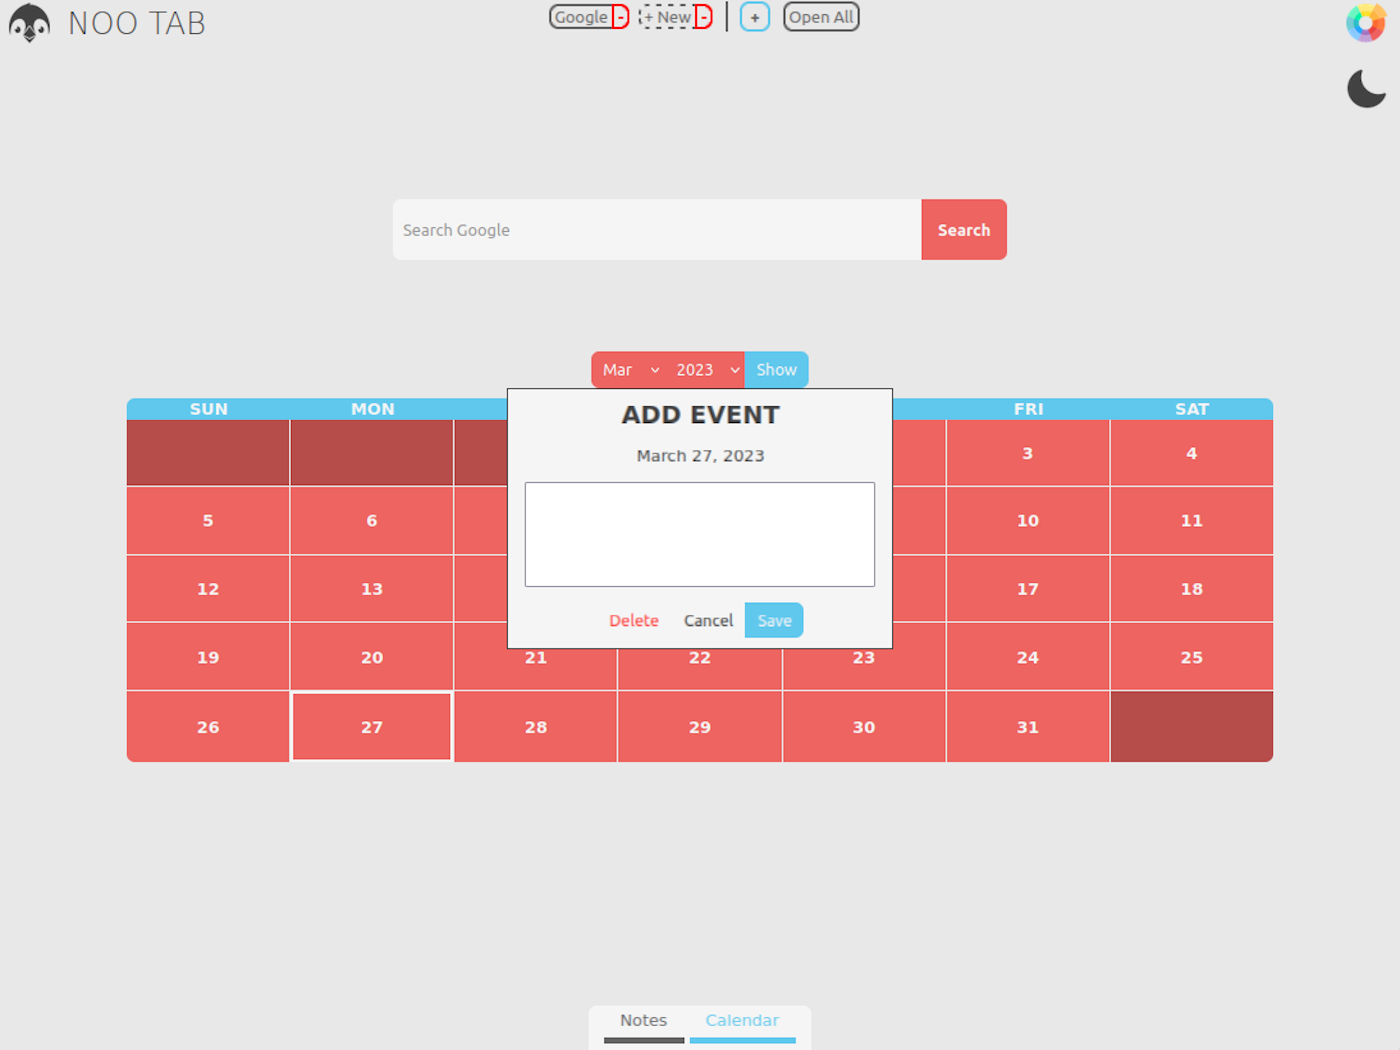 NOO TAB
Google - + New - + Open All
Search Google Search
Mar 2023 Show
SUN MON FRI SAT
ADD EVENT
March 27, 2023
3 4
5 6 10 11
12 13 17 18
Delete Cancel Save
19 20 21 22 23 24 25
26 27 28 29 30 31
Notes Calendar